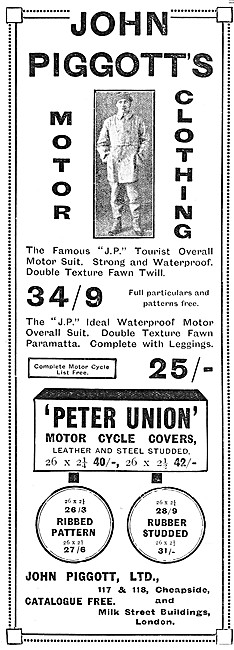 JOHN
PIGGOTT'S
MOTOR
CLOTHING
The Famous "J.P." Tourist Overall
Motor Suit. Strong and Waterproof.
Double Texture Fawn Twill.
34/9
Full particulars and
patterns free.
The "J.P." Ideal Waterproof Motor
Overall Suit. Double Texture Fawn
Paramatta. Complete with Leggings.
Complete Motor Cycle
List Free.
25/-
'PETER UNION'
MOTOR CYCLE COVERS,
LEATHER AND STEEL STUDDED,
26 x 2¼ 40/-, 26 x 2½ 42/-
26 x 2¼
26/3
RIBBED
PATTERN
26 x 2½
27/6
26 x 2¼
28/9
RUBBER
STUDDED
26 x 2½
31/-
JOHN PIGGOTT, LTD.,
117 & 118, Cheapside,
CATALOGUE FREE. and
Milk Street Buildings,
London.